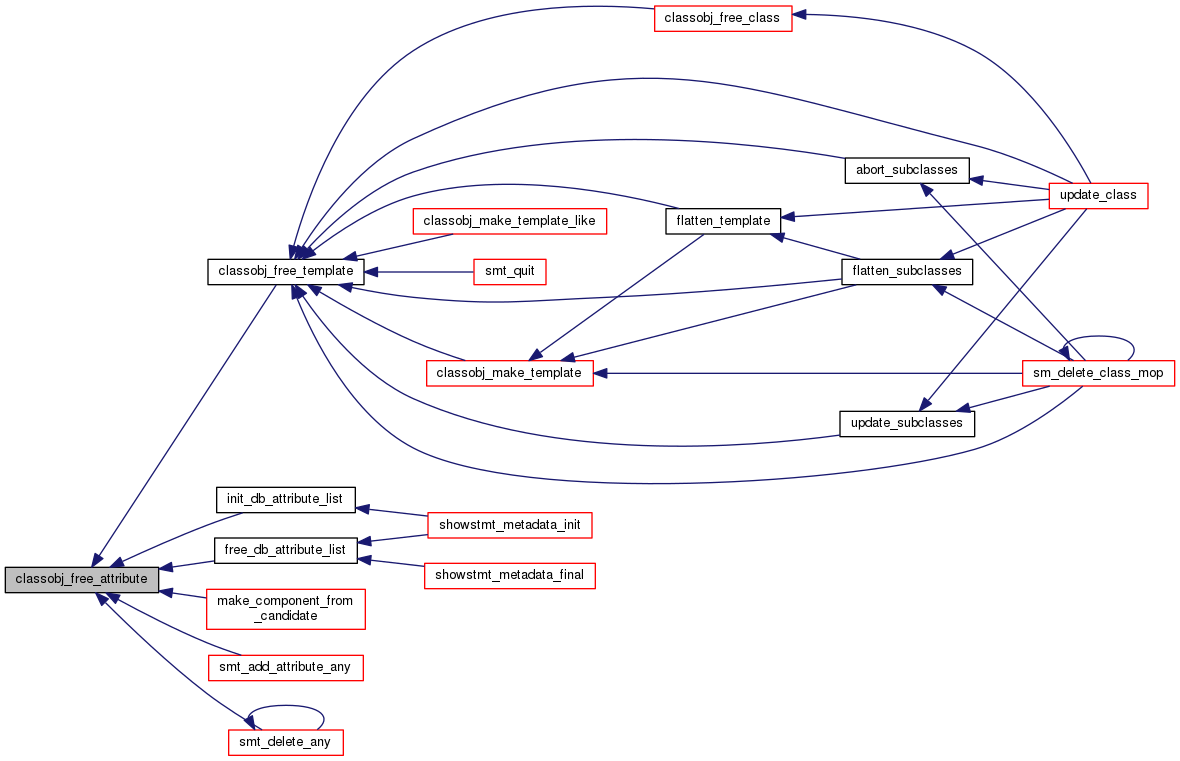 classobj_free_class
abort_subclasses
update_class
classobj_make_template_like
flatten_template
classobj_free_template
smt_quit
flatten_subclasses
classobj_make_template
sm_delete_class_mop
update_subclasses
init_db_attribute_list
showstmt_metadata_init
free_db_attribute_list
classobj_free_attribute
showstmt_metadata_final
make_component_from
_candidate
smt_add_attribute_any
smt_delete_any